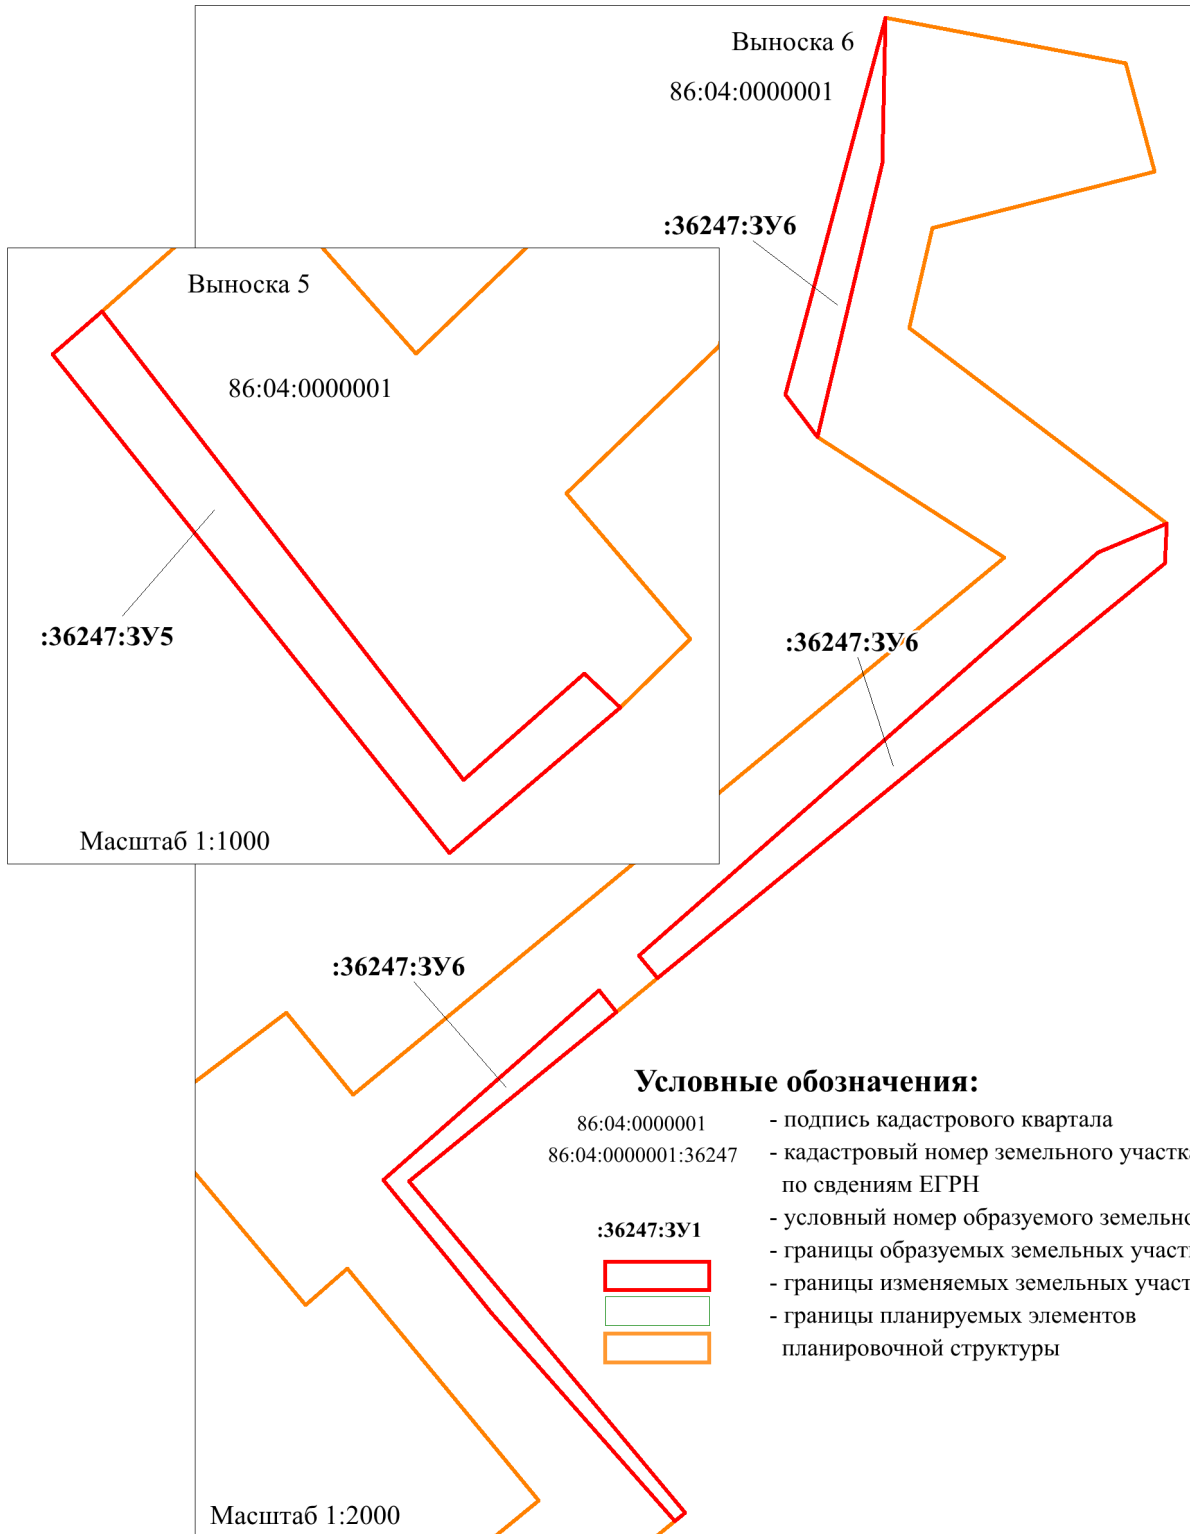 Выноска 6
86:04:0000001
:36247:ЗУ6
Выноска 5
86:04:0000001
:36247:ЗУ5
:36247:ЗУ6
Масштаб 1:1000
:36247:ЗУ6
Условные обозначения:
86:04:0000001 - подпись кадастрового квартала
86:04:0000001:36247 - кадастровый номер земельного участка
по свдениям ЕГРН
:36247:ЗУ1 - условный номер образуемого земельно
- границы образуемых земельных участ
- границы изменяемых земельных участ
- границы планируемых элементов
планировочной структуры
Масштаб 1:2000